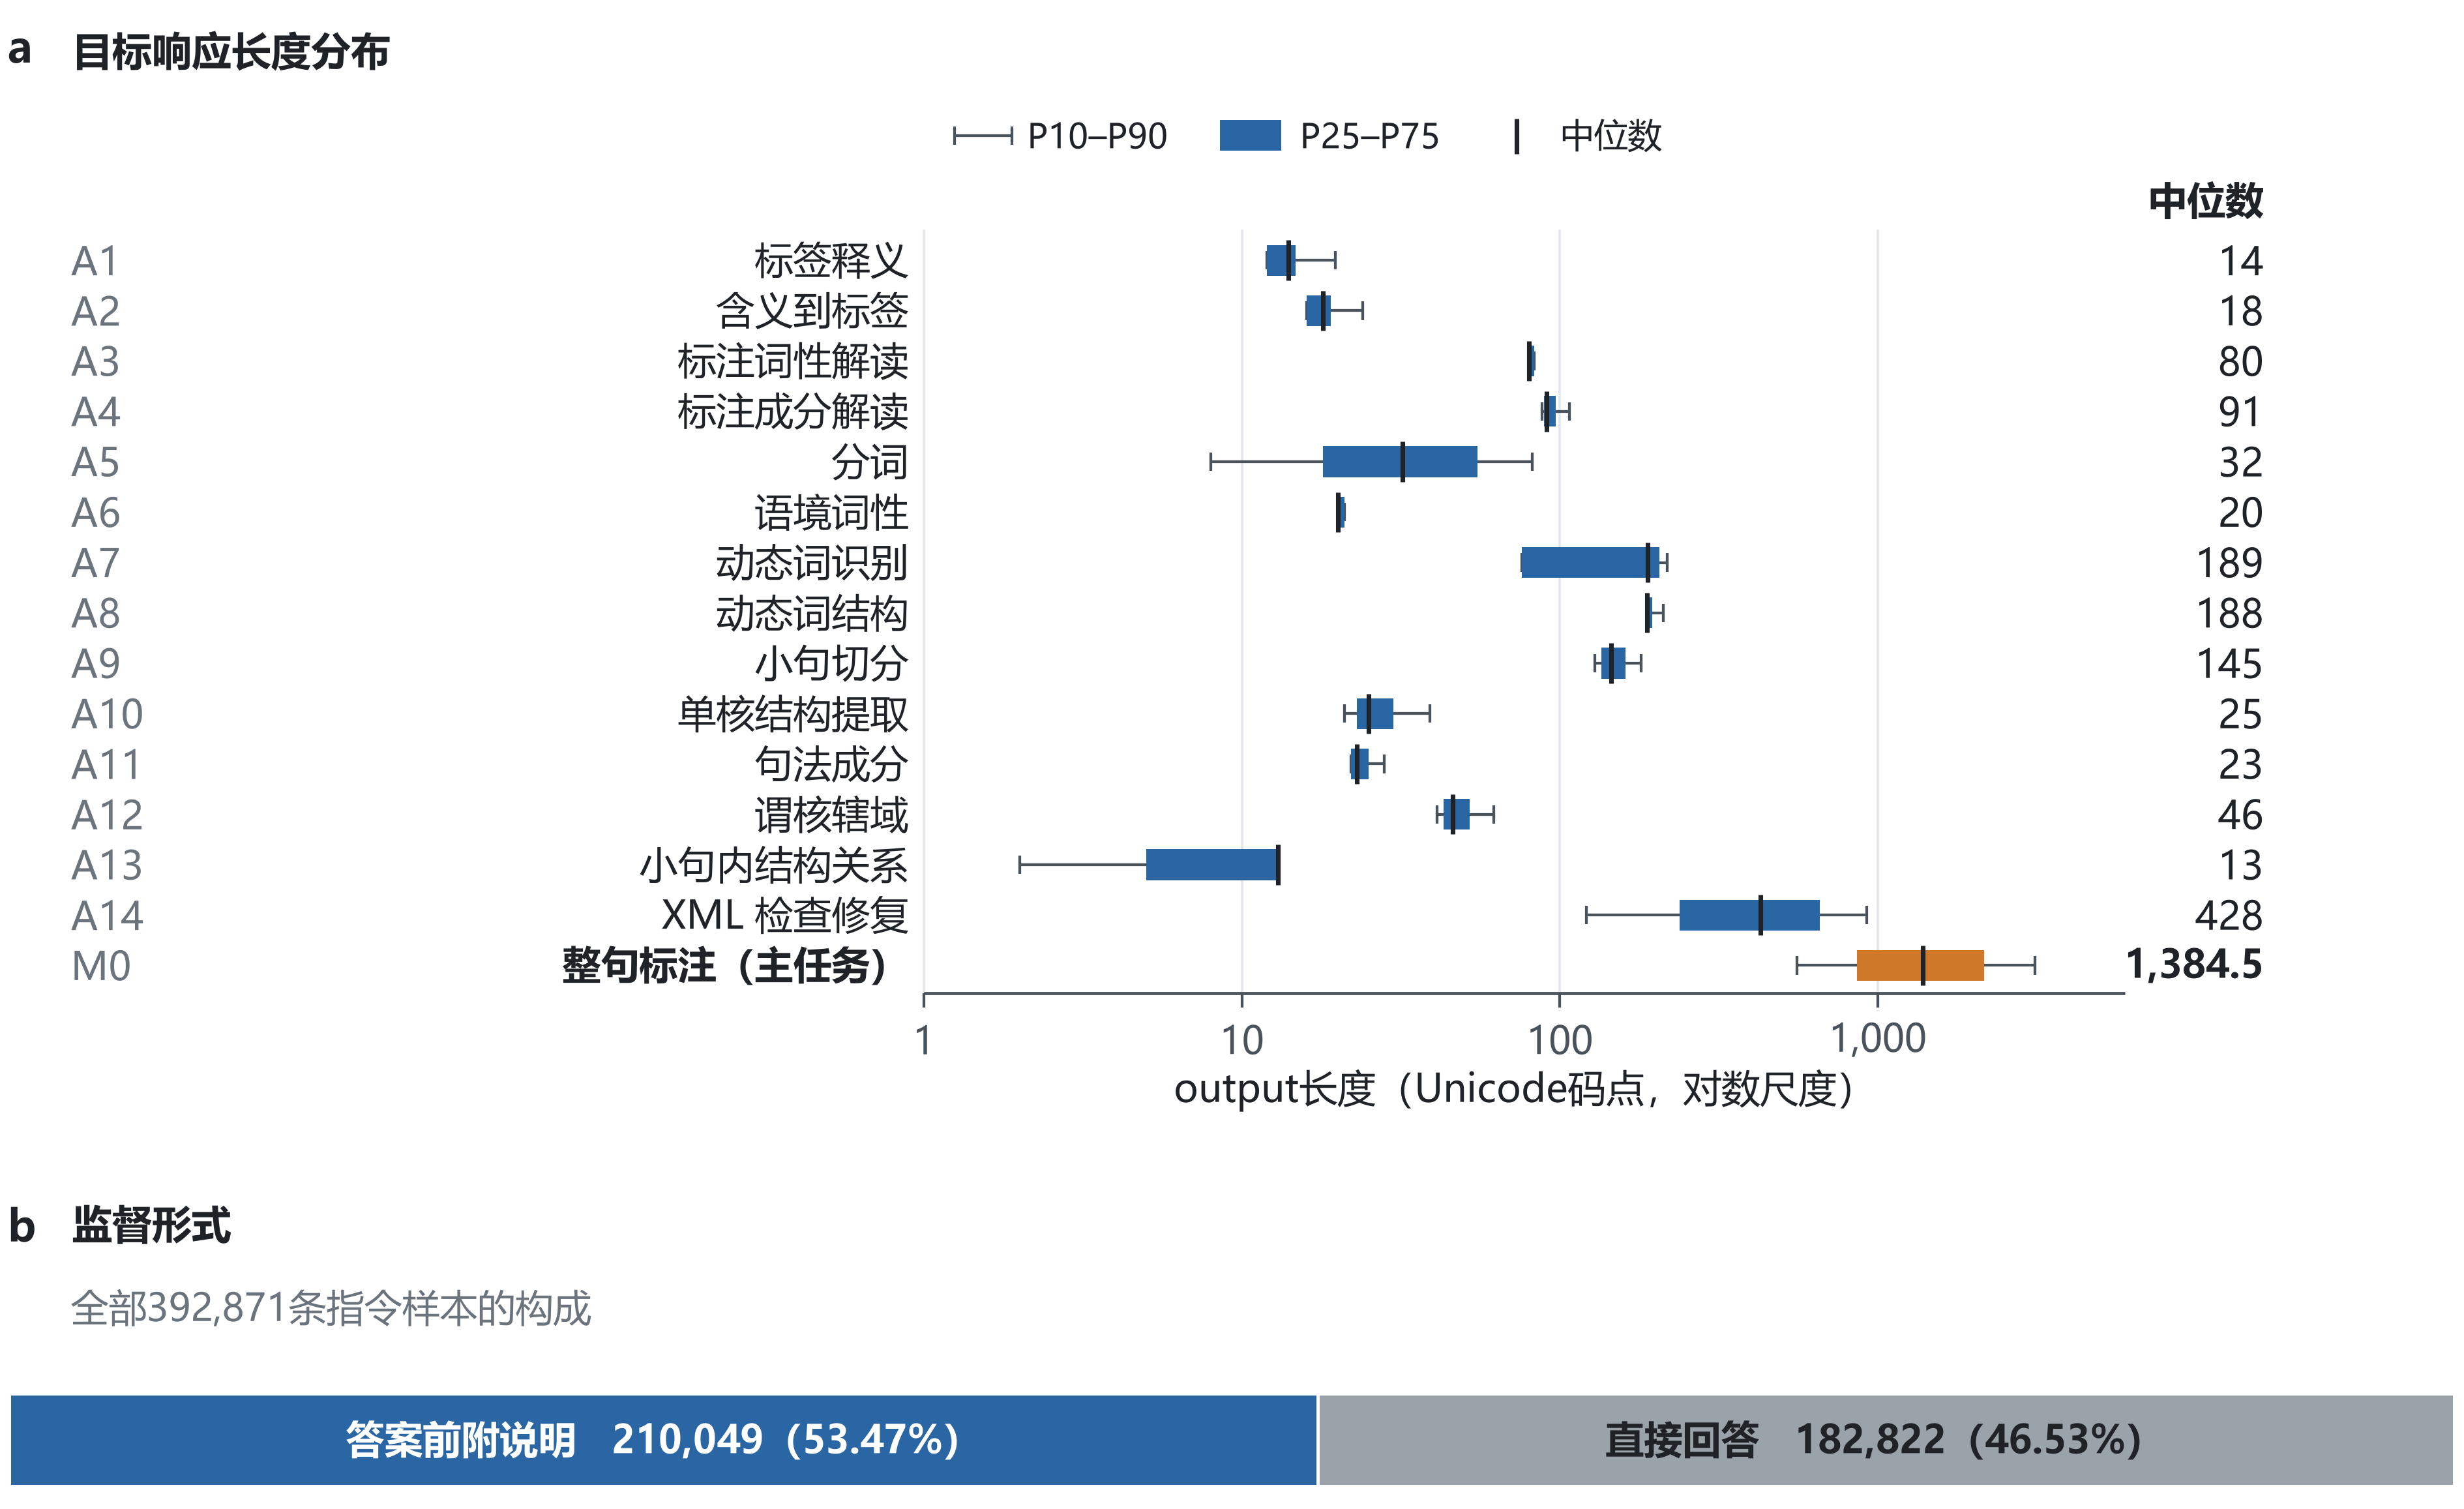 a 目标响应长度分布
P10–P90 P25–P75 中位数
中位数
A1 标签释义 14
A2 含义到标签 18
A3 标注词性解读 80
A4 标注成分解读 91
A5 分词 32
A6 语境词性 20
A7 动态词识别 189
A8 动态词结构 188
A9 小句切分 145
A10 单核结构提取 25
A11 句法成分 23
A12 谓核辖域 46
A13 小句内结构关系 13
A14 XML 检查修复 428
M0 整句标注（主任务） 1,384.5
1 10 100 1,000
output长度（Unicode码点，对数尺度）
b 监督形式
全部392,871条指令样本的构成
答案前附说明 210,049（53.47%） 直接回答 182,822（46.53%）